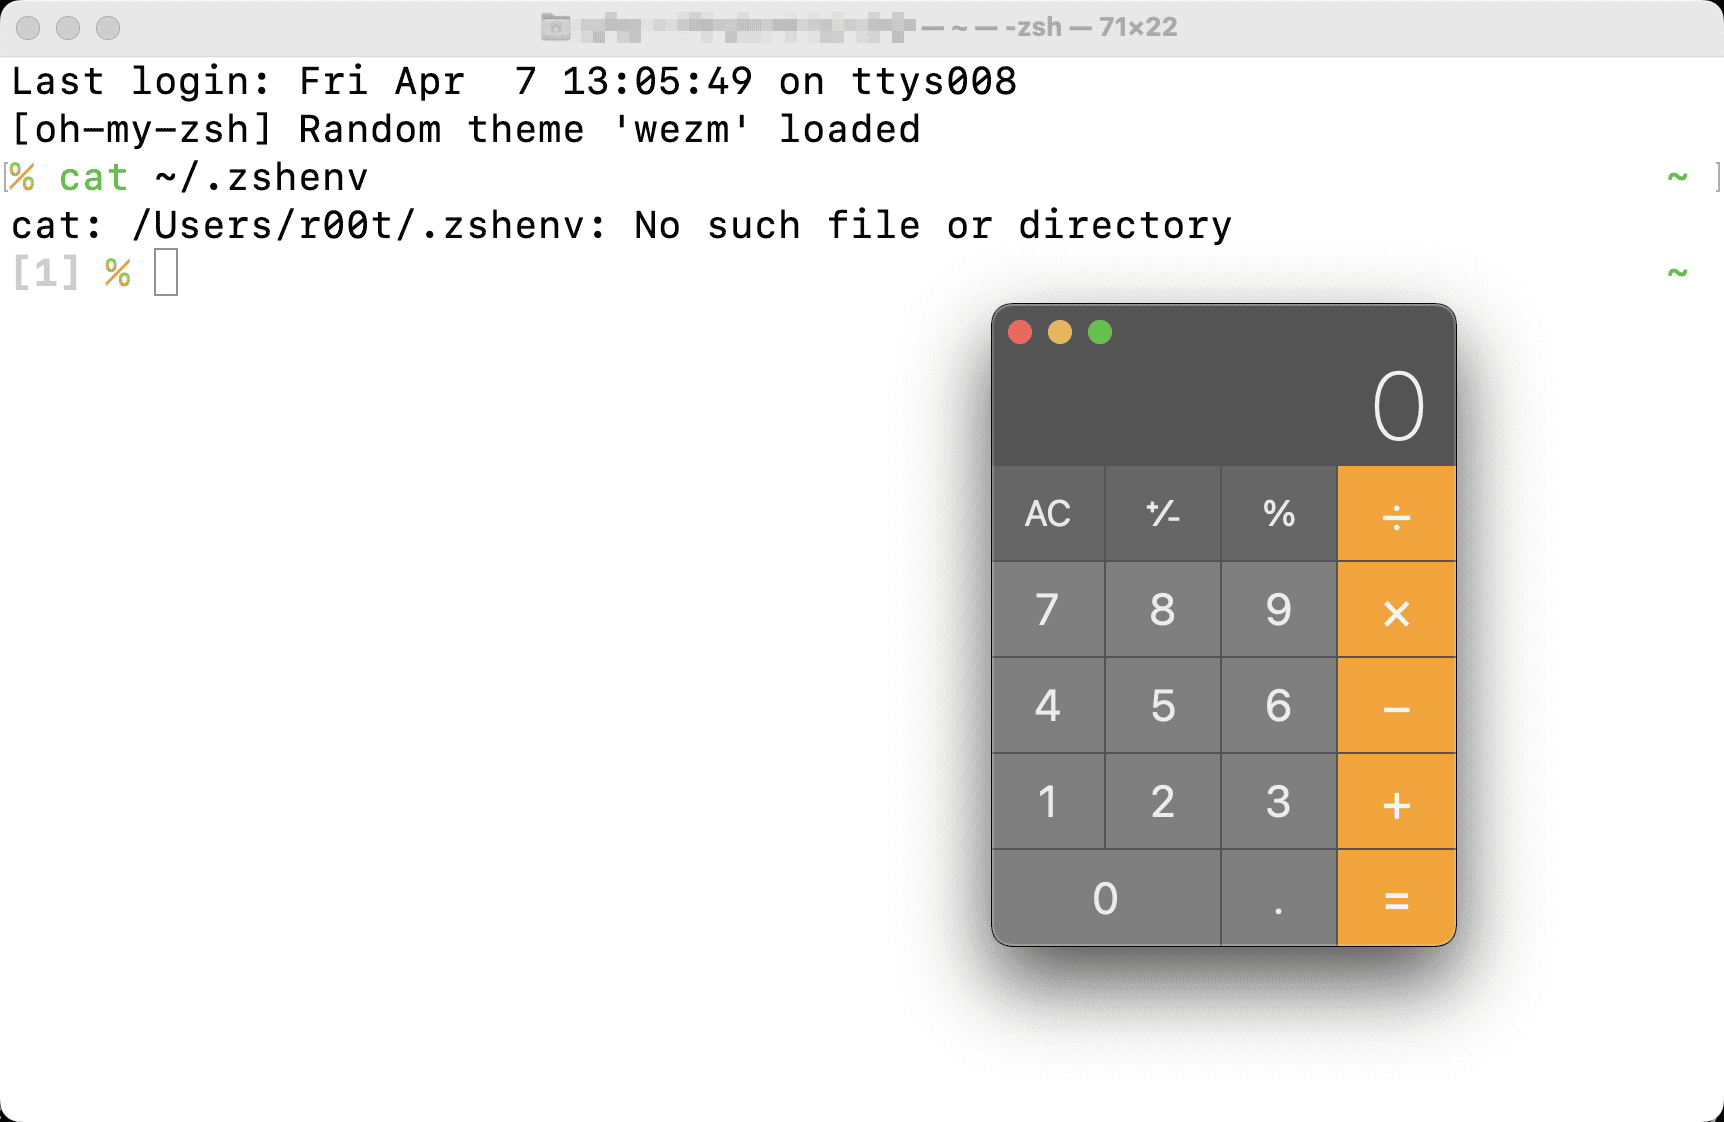 — ~ — -zsh — 71×22
Last login: Fri Apr  7 13:05:49 on ttys008
[oh-my-zsh] Random theme 'wezm' loaded
[% cat ~/.zshenv ~ ]
cat: /Users/r00t/.zshenv: No such file or directory
[1] % ~
0
AC ⁺∕₋ % ÷
7 8 9 ×
4 5 6 −
1 2 3 +
0 . =